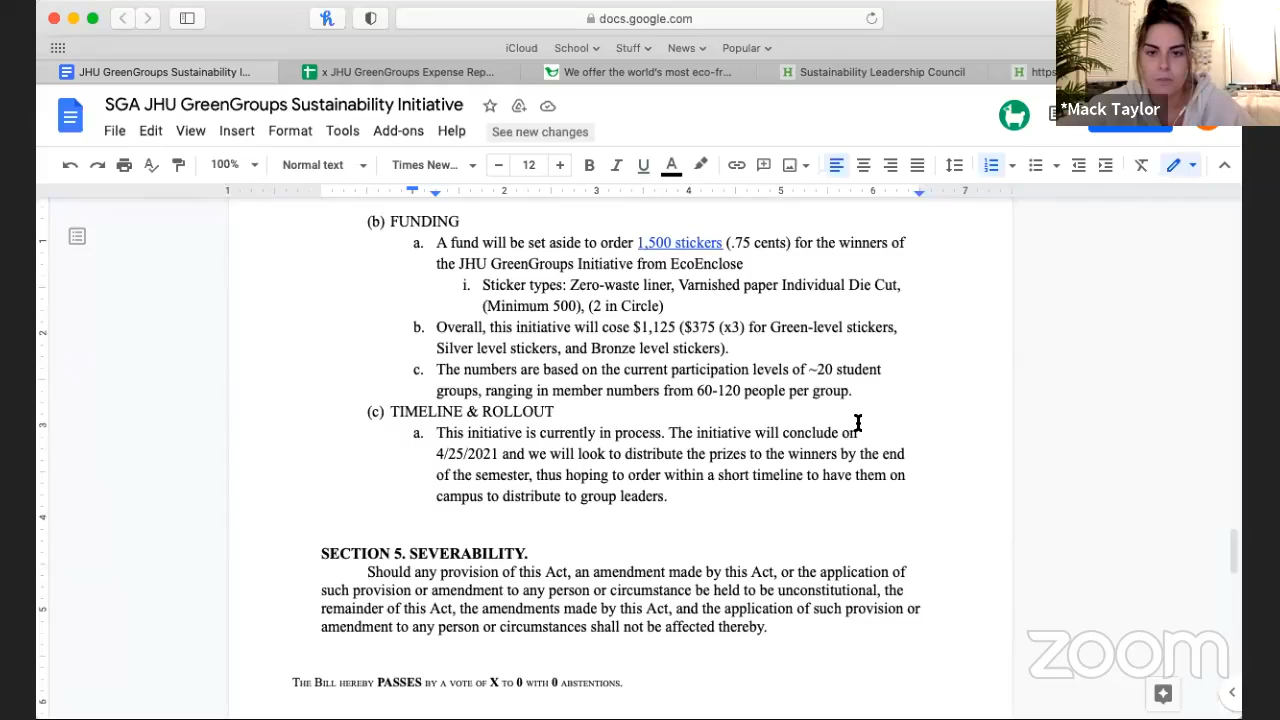 docs.google.com
iCloud School Stuff News Popular
JHU GreenGroups Sustainability I... x JHU GreenGroups Expense Rep... We offer the world's most eco-fr... Sustainability Leadership Council https
*Mack Taylor
SGA JHU GreenGroups Sustainability Initiative
File Edit View Insert Format Tools Add-ons Help See new changes
100% Normal text Times New... 12 B I U A
1 1 2 3 4 5 6 7
(b) FUNDING
a. A fund will be set aside to order 1,500 stickers (.75 cents) for the winners of
the JHU GreenGroups Initiative from EcoEnclose
i. Sticker types: Zero-waste liner, Varnished paper Individual Die Cut,
(Minimum 500), (2 in Circle)
b. Overall, this initiative will cose $1,125 ($375 (x3) for Green-level stickers,
Silver level stickers, and Bronze level stickers).
c. The numbers are based on the current participation levels of ~20 student
groups, ranging in member numbers from 60-120 people per group.
(c) TIMELINE & ROLLOUT
a. This initiative is currently in process. The initiative will conclude on
4/25/2021 and we will look to distribute the prizes to the winners by the end
of the semester, thus hoping to order within a short timeline to have them on
campus to distribute to group leaders.
SECTION 5. SEVERABILITY.
Should any provision of this Act, an amendment made by this Act, or the application of
such provision or amendment to any person or circumstance be held to be unconstitutional, the
remainder of this Act, the amendments made by this Act, and the application of such provision or
amendment to any person or circumstances shall not be affected thereby.
THE BILL HEREBY PASSES BY A VOTE OF X TO 0 WITH 0 ABSTENTIONS.
zoom